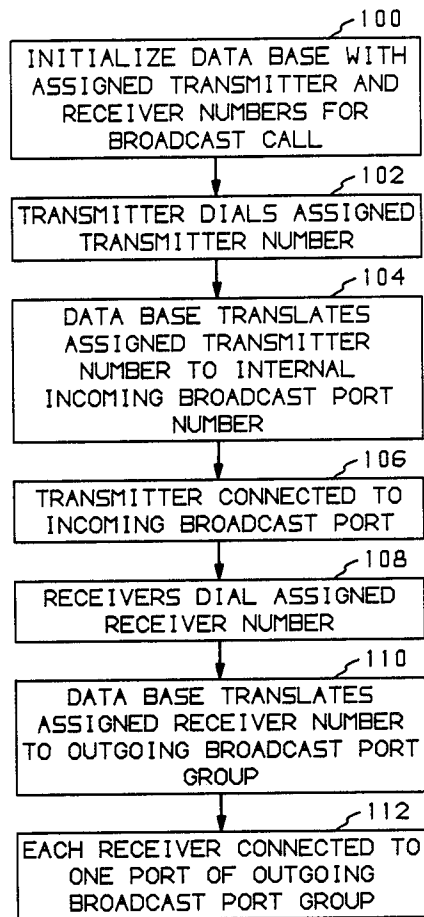 100
INITIALIZE DATA BASE WITH
ASSIGNED TRANSMITTER AND
RECEIVER NUMBERS FOR
BROADCAST CALL
102
TRANSMITTER DIALS ASSIGNED
TRANSMITTER NUMBER
104
DATA BASE TRANSLATES
ASSIGNED TRANSMITTER
NUMBER TO INTERNAL
INCOMING BROADCAST PORT
NUMBER
106
TRANSMITTER CONNECTED TO
INCOMING BROADCAST PORT
108
RECEIVERS DIAL ASSIGNED
RECEIVER NUMBER
110
DATA BASE TRANSLATES
ASSIGNED RECEIVER NUMBER
TO OUTGOING BROADCAST PORT
GROUP
112
EACH RECEIVER CONNECTED TO
ONE PORT OF OUTGOING
BROADCAST PORT GROUP